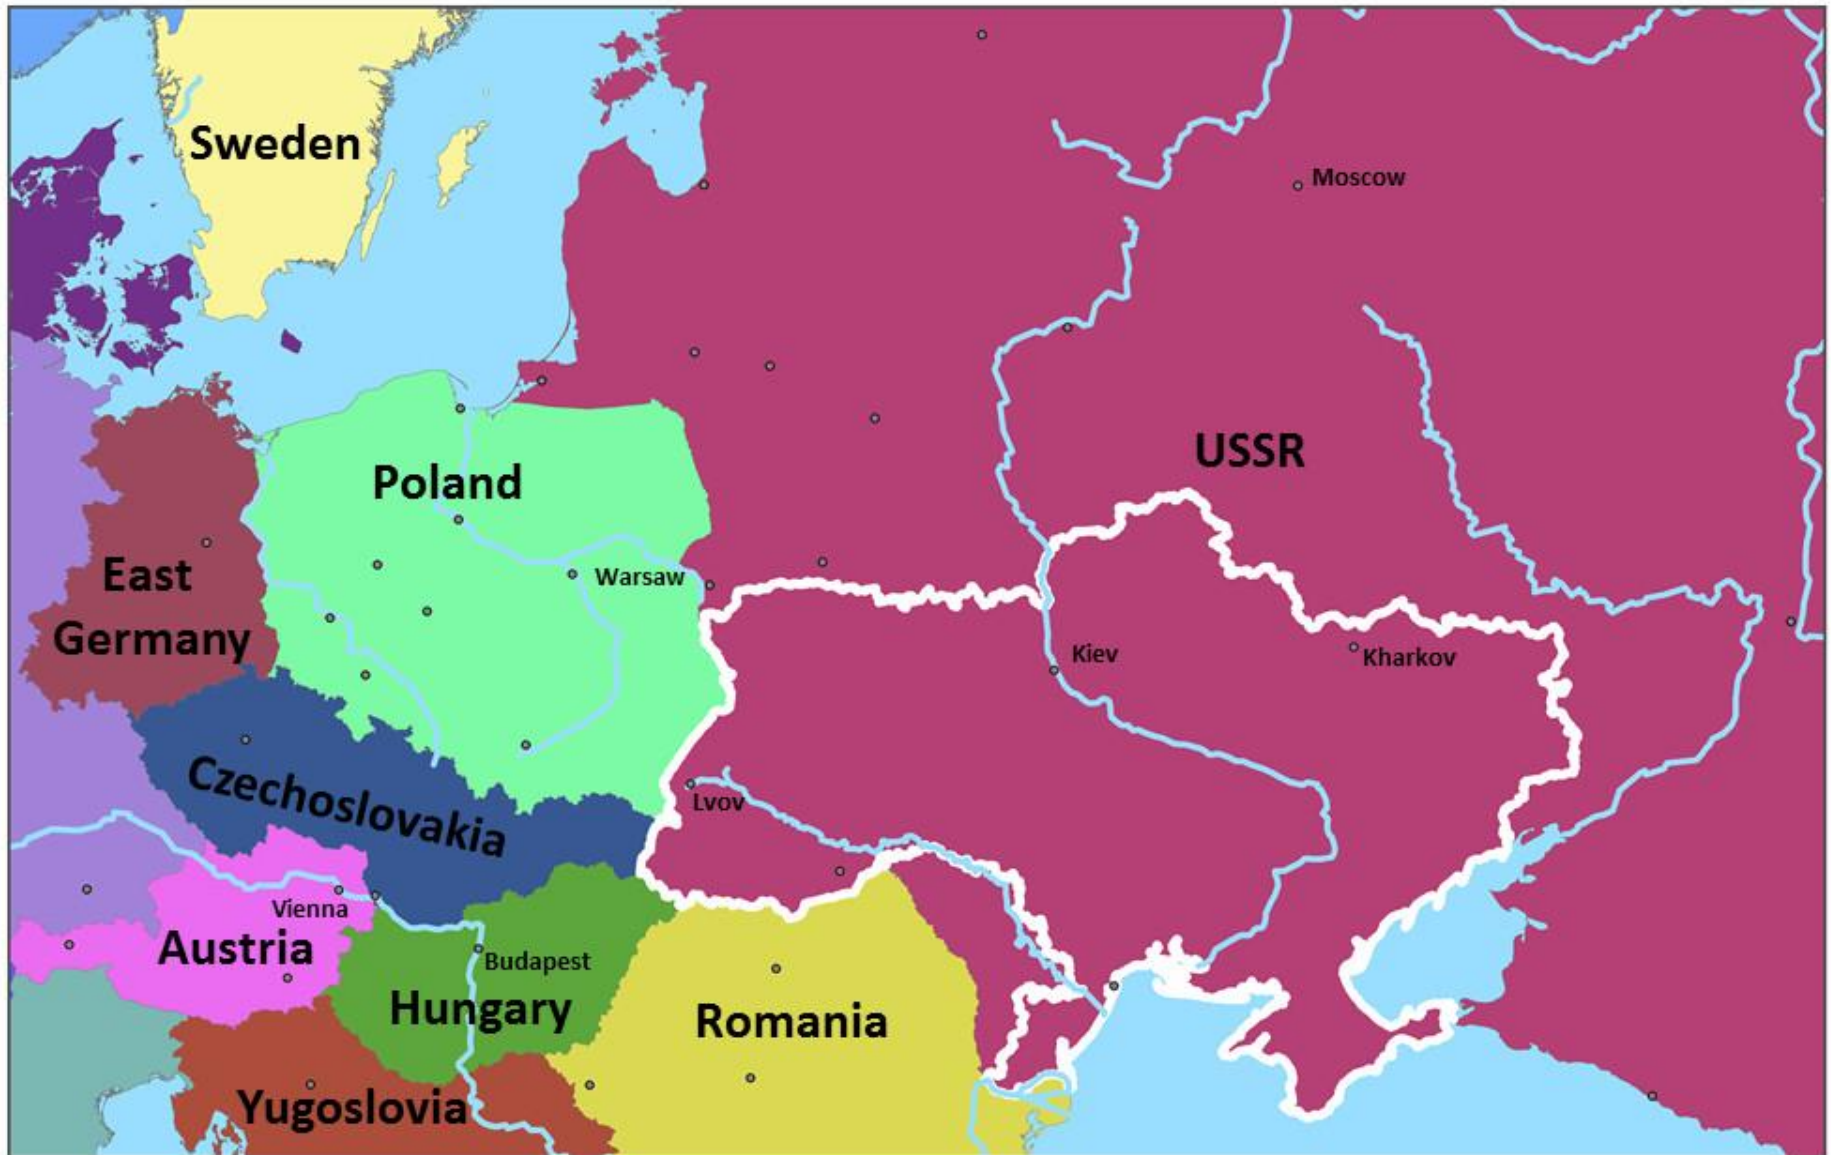 Sweden
Moscow
USSR
Poland
East
Germany
Warsaw
Kiev
Kharkov
Czechoslovakia
Lvov
Vienna
Austria
Budapest
Hungary
Romania
Yugoslovia